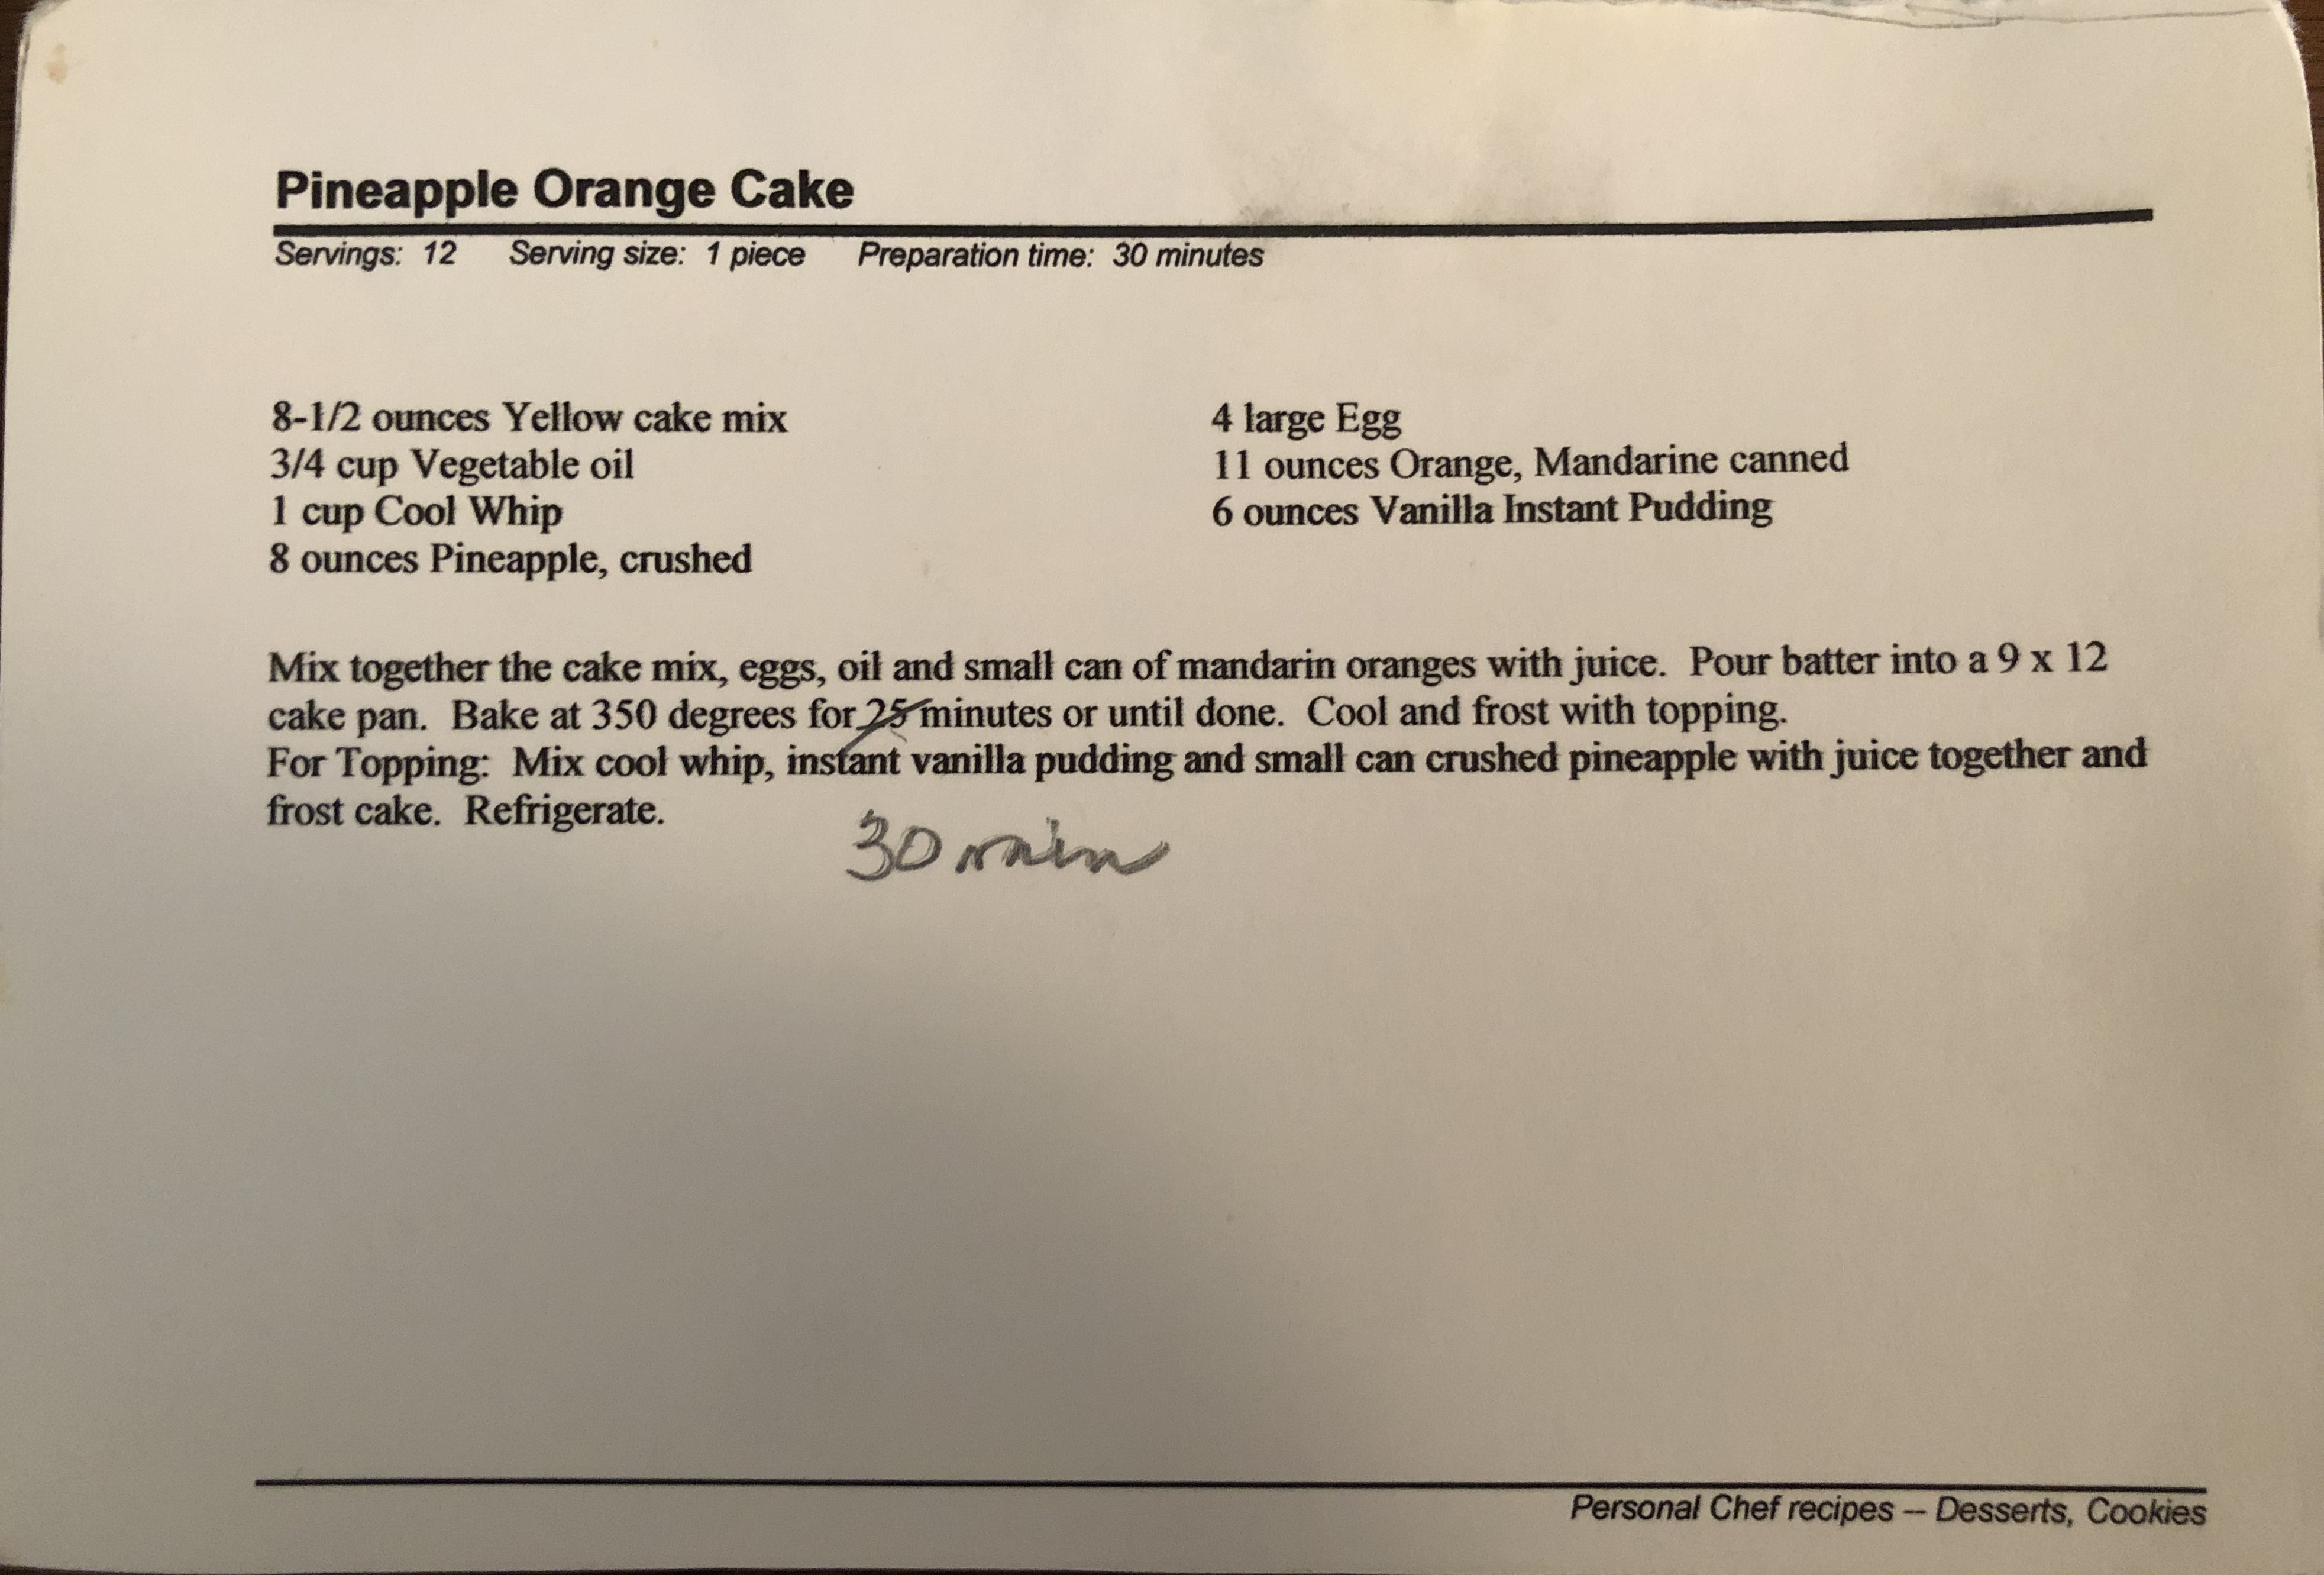 Pineapple Orange Cake
Servings: 12 Serving size: 1 piece Preparation time: 30 minutes
8-1/2 ounces Yellow cake mix
3/4 cup Vegetable oil
1 cup Cool Whip
8 ounces Pineapple, crushed
4 large Egg
11 ounces Orange, Mandarine canned
6 ounces Vanilla Instant Pudding
Mix together the cake mix, eggs, oil and small can of mandarin oranges with juice. Pour batter into a 9 x 12
cake pan. Bake at 350 degrees for 25 minutes or until done. Cool and frost with topping.
For Topping: Mix cool whip, instant vanilla pudding and small can crushed pineapple with juice together and
frost cake. Refrigerate.
30 min
Personal Chef recipes -- Desserts, Cookies